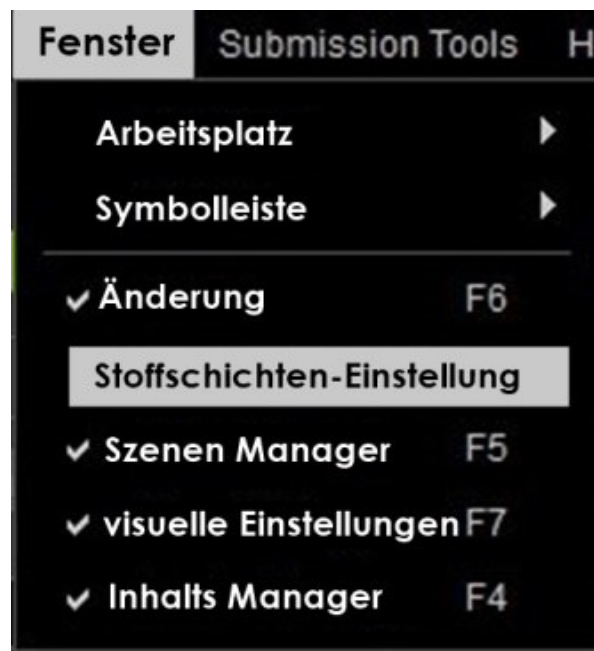 Fenster Submission Tools H
Arbeitsplatz
Symbolleiste
Änderung F6
Stoffschichten-Einstellung
Szenen Manager F5
visuelle Einstellungen F7
Inhalts Manager F4